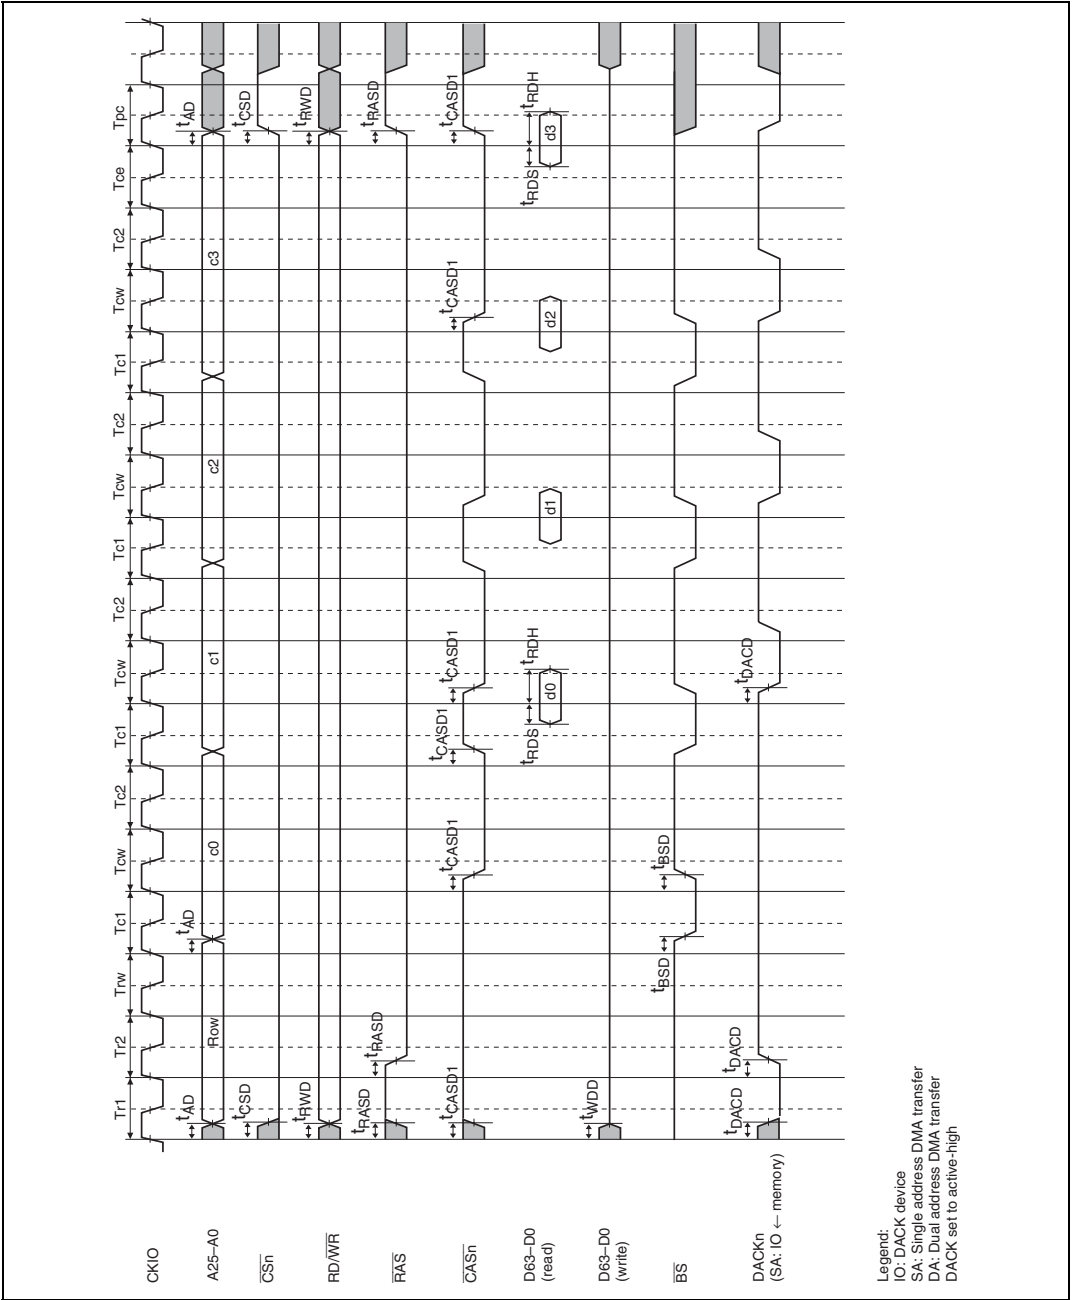 Tr1 Tr2 Trw Tc1 Tcw Tc2 Tc1 Tcw Tc2 Tc1 Tcw Tc2 Tc1 Tcw Tc2 Tce Tpc
CKIO
tAD tAD tAD
A25–A0 Row c0 c1 c2 c3
tCSD tCSD
CSn
tRWD tRWD
RD/WR
tRASD tRASD tRASD
RAS
tCASD1 tCASD1 tCASD1 tCASD1 tCASD1 tCASD1
CASn
tRDS tRDH tRDS tRDH
D63–D0
(read)
d0 d1 d2 d3
tWDD
D63–D0
(write)
tBSD tBSD
BS
tDACD tDACD tDACD
DACKn
(SA: IO ← memory)
Legend:
IO: DACK device
SA: Single address DMA transfer
DA: Dual address DMA transfer
DACK set to active-high